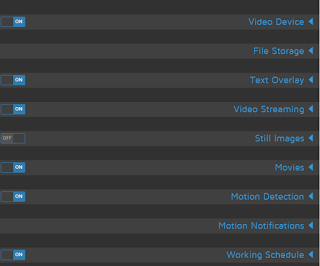 ON Video Device
File Storage
ON Text Overlay
ON Video Streaming
OFF Still Images
ON Movies
ON Motion Detection
Motion Notifications
ON Working Schedule